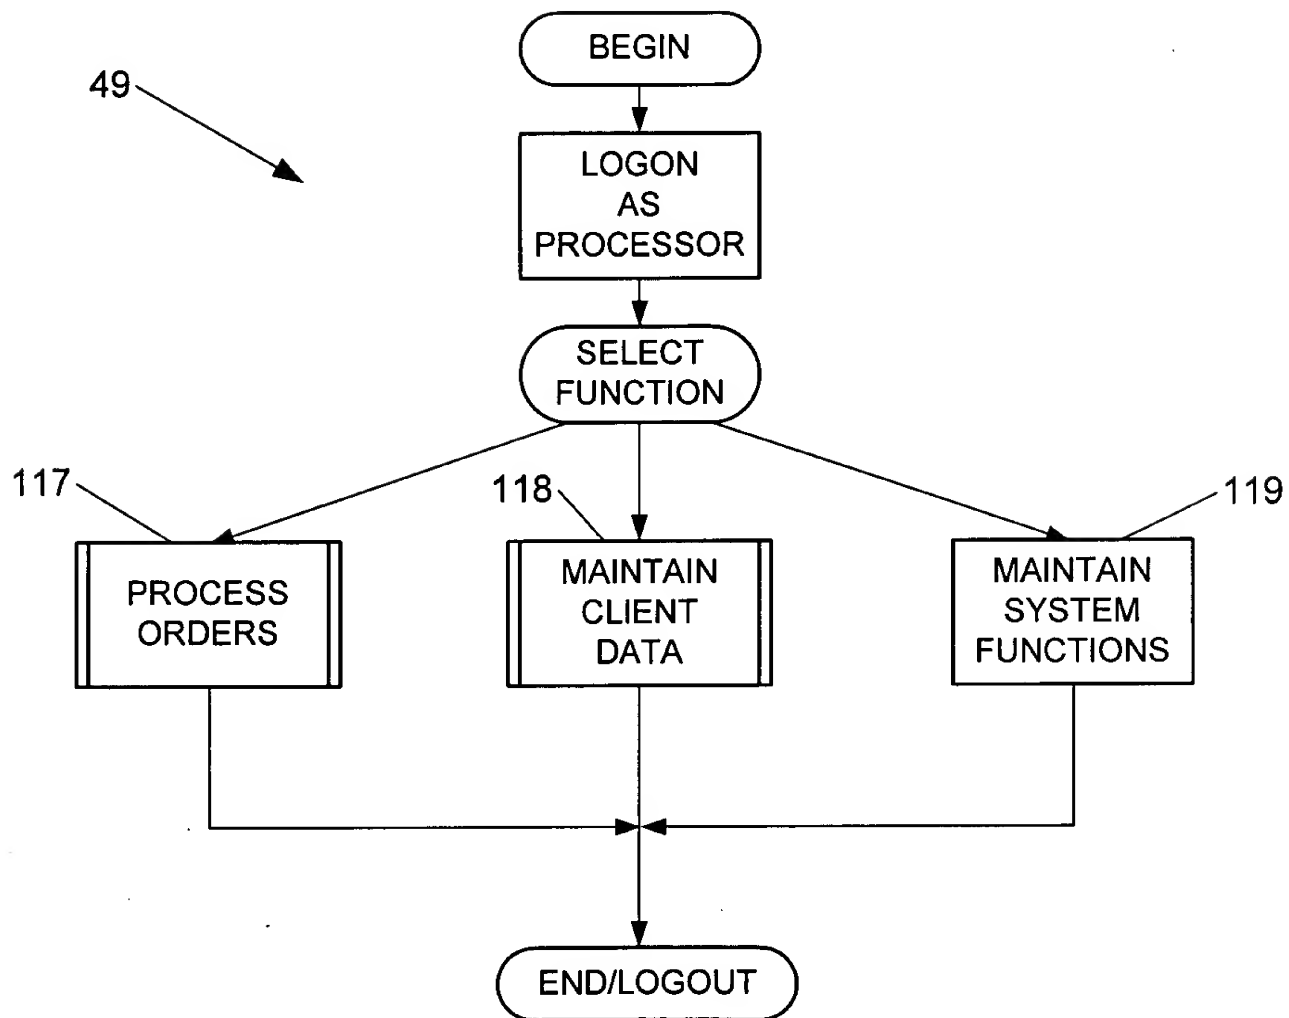 BEGIN
49
LOGON
AS
PROCESSOR
SELECT
FUNCTION
117
118
119
PROCESS
ORDERS
MAINTAIN
CLIENT
DATA
MAINTAIN
SYSTEM
FUNCTIONS
END/LOGOUT